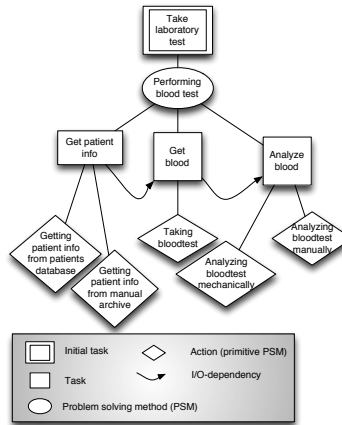 Take
laboratory
test
Performing
blood test
Get patient
info
Get
blood
Analyze
blood
Getting
patient info
from patients
database
Getting
patient info
from manual
archive
Taking
bloodtest
Analyzing
bloodtest
mechanically
Analyzing
bloodtest
manually
Initial task
Action (primitive PSM)
Task
I/O-dependency
Problem solving method (PSM)